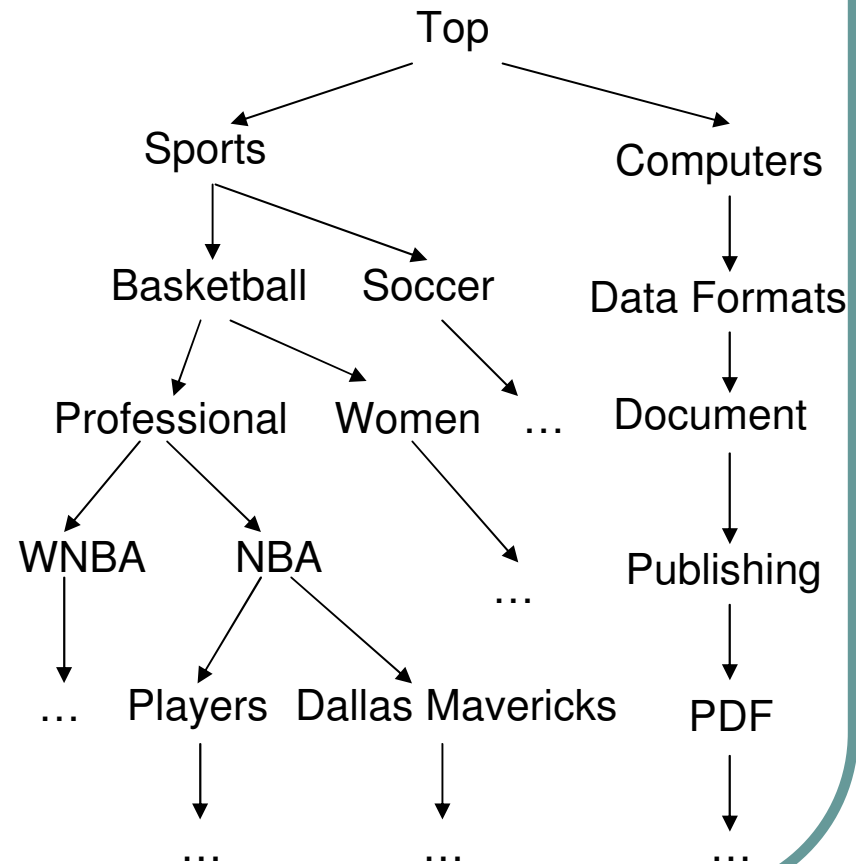 Top
Sports
Computers
Basketball Soccer
Data Formats
Professional Women ... Document
WNBA NBA
Publishing
...
... Players Dallas Mavericks PDF
... ... ...